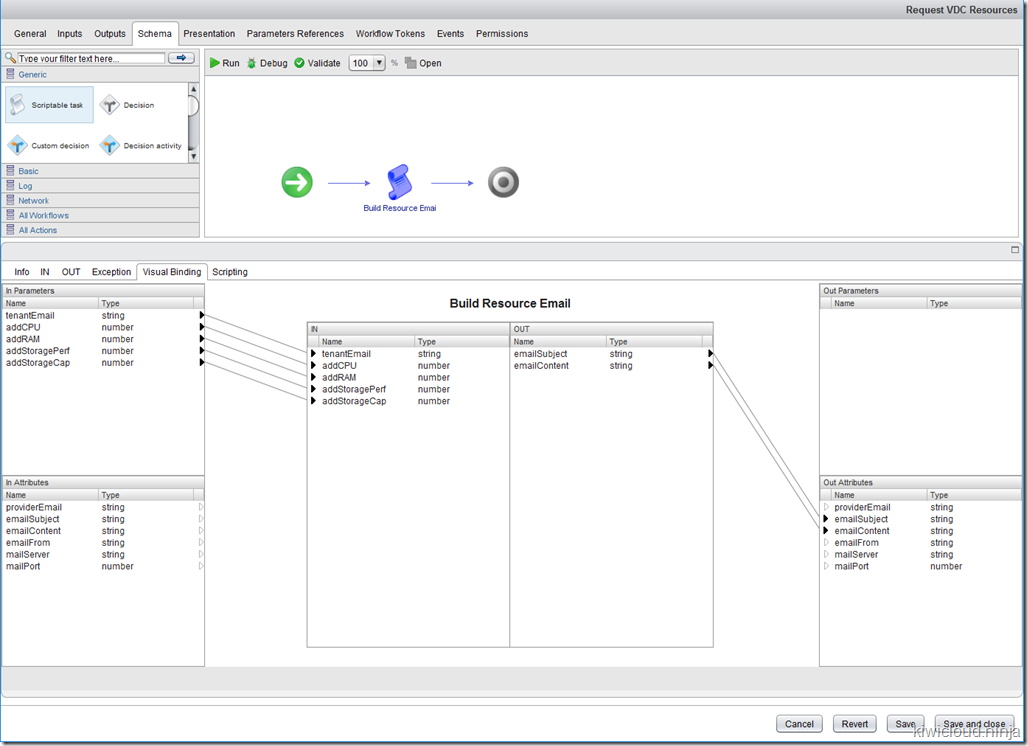 Request VDC Resources
General Inputs Outputs Schema Presentation Parameters References Workflow Tokens Events Permissions
Type your filter text here...
Run Debug Validate 100 % Open
Generic
Scriptable task Decision
Custom decision Decision activity
Basic
Log
Network
All Workflows
All Actions
Build Resource Emai
Info IN OUT Exception Visual Binding Scripting
In Parameters
Name Type
tenantEmail string
addCPU number
addRAM number
addStoragePerf number
addStorageCap number
In Attributes
Name Type
providerEmail string
emailSubject string
emailContent string
emailFrom string
mailServer string
mailPort number
Build Resource Email
IN OUT
Name Type Name Type
tenantEmail string emailSubject string
addCPU number emailContent string
addRAM number
addStoragePerf number
addStorageCap number
Out Parameters
Name Type
Out Attributes
Name Type
providerEmail string
emailSubject string
emailContent string
emailFrom string
mailServer string
mailPort number
Cancel Revert Save Save and close
kiwicloud.ninja